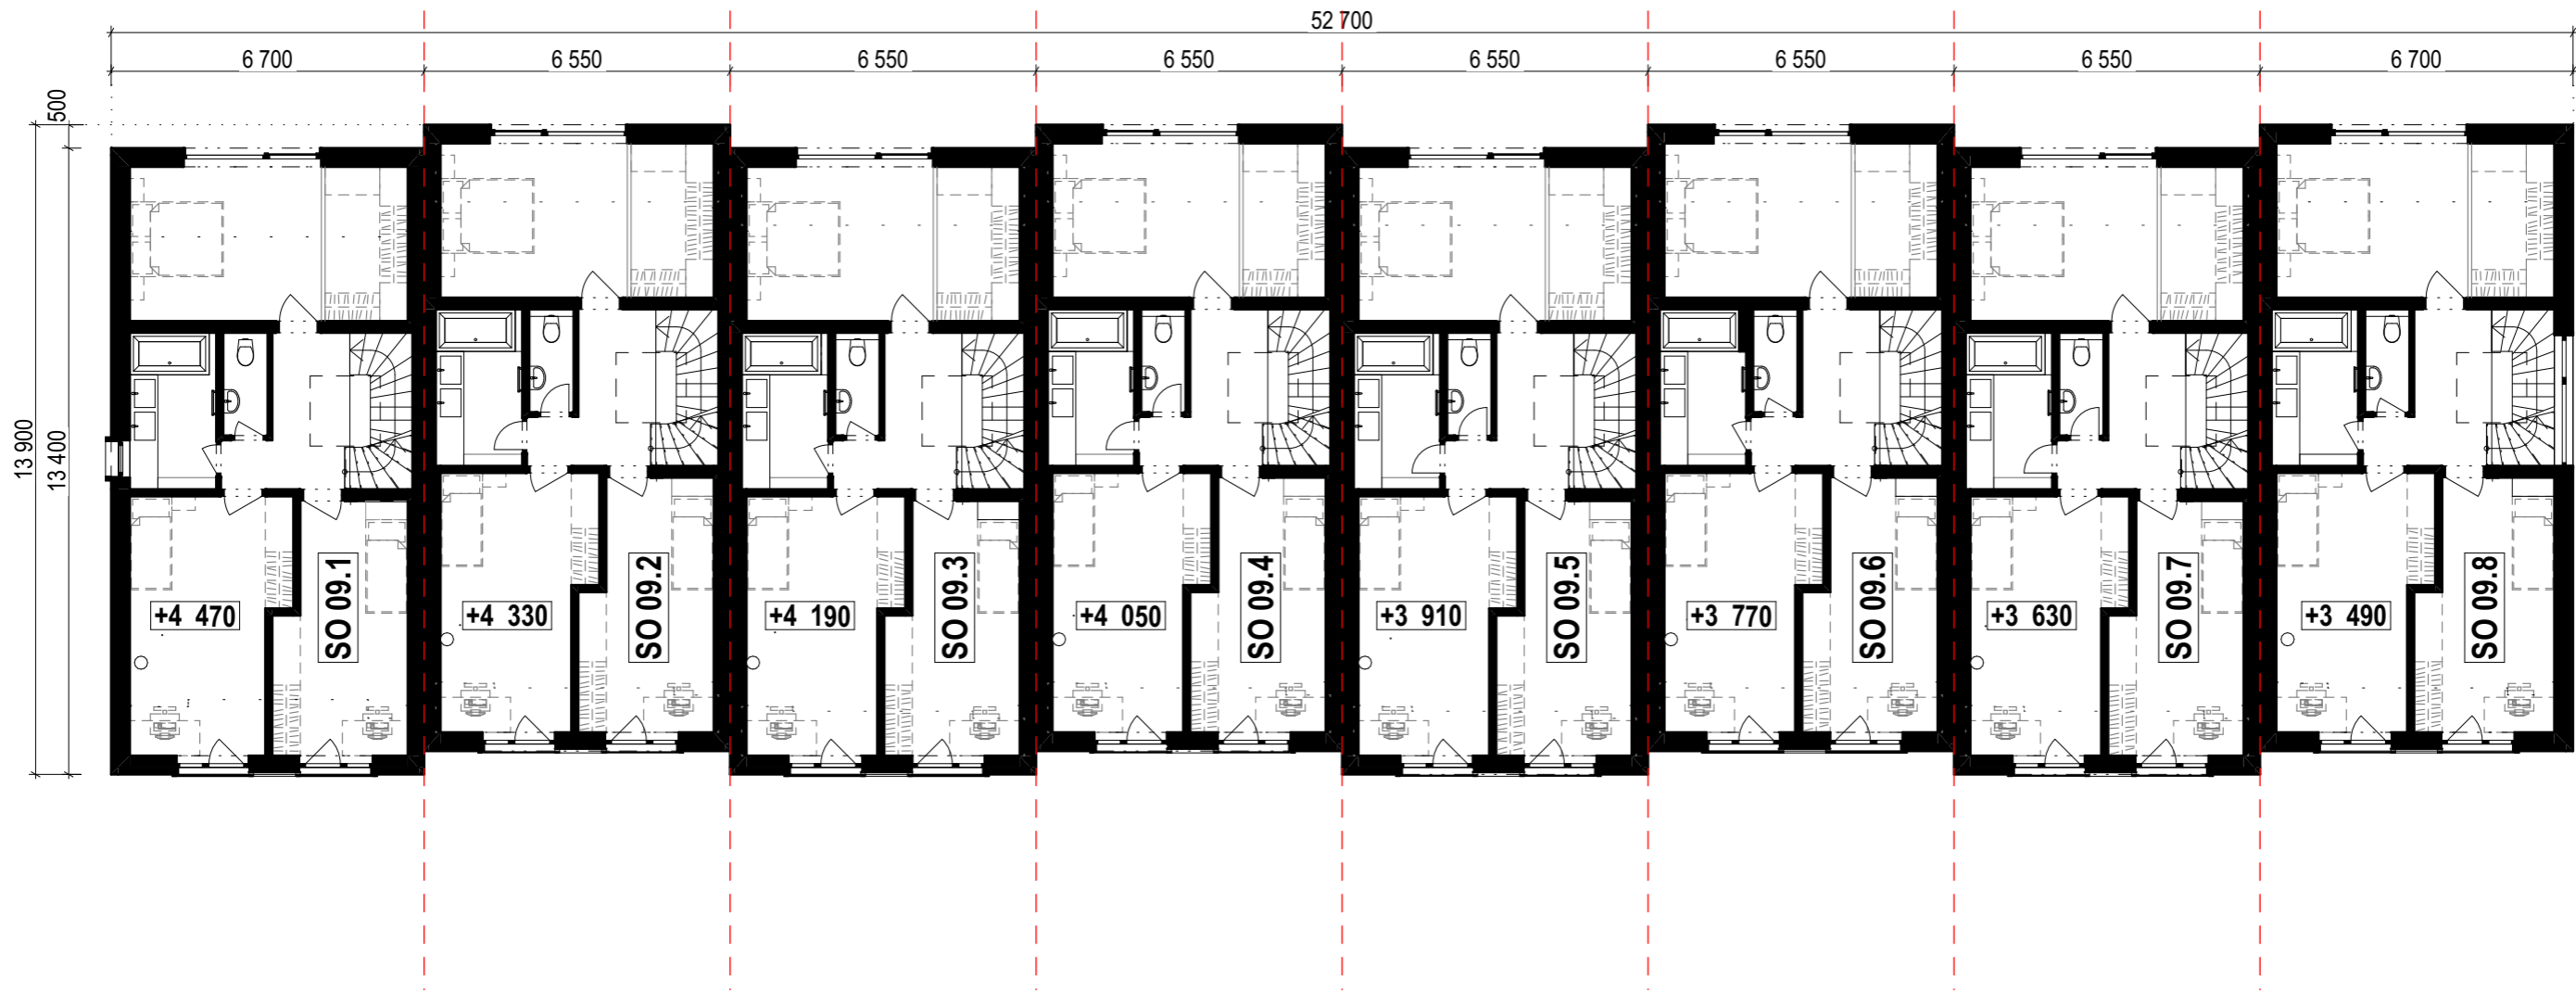 52 700
6 700
6 550
6 550
6 550
6 550
6 550
6 550
6 700
500
13 900
13 400
+4 470
SO 09.1
+4 330
SO 09.2
+4 190
SO 09.3
+4 050
SO 09.4
+3 910
SO 09.5
+3 770
SO 09.6
+3 630
SO 09.7
+3 490
SO 09.8